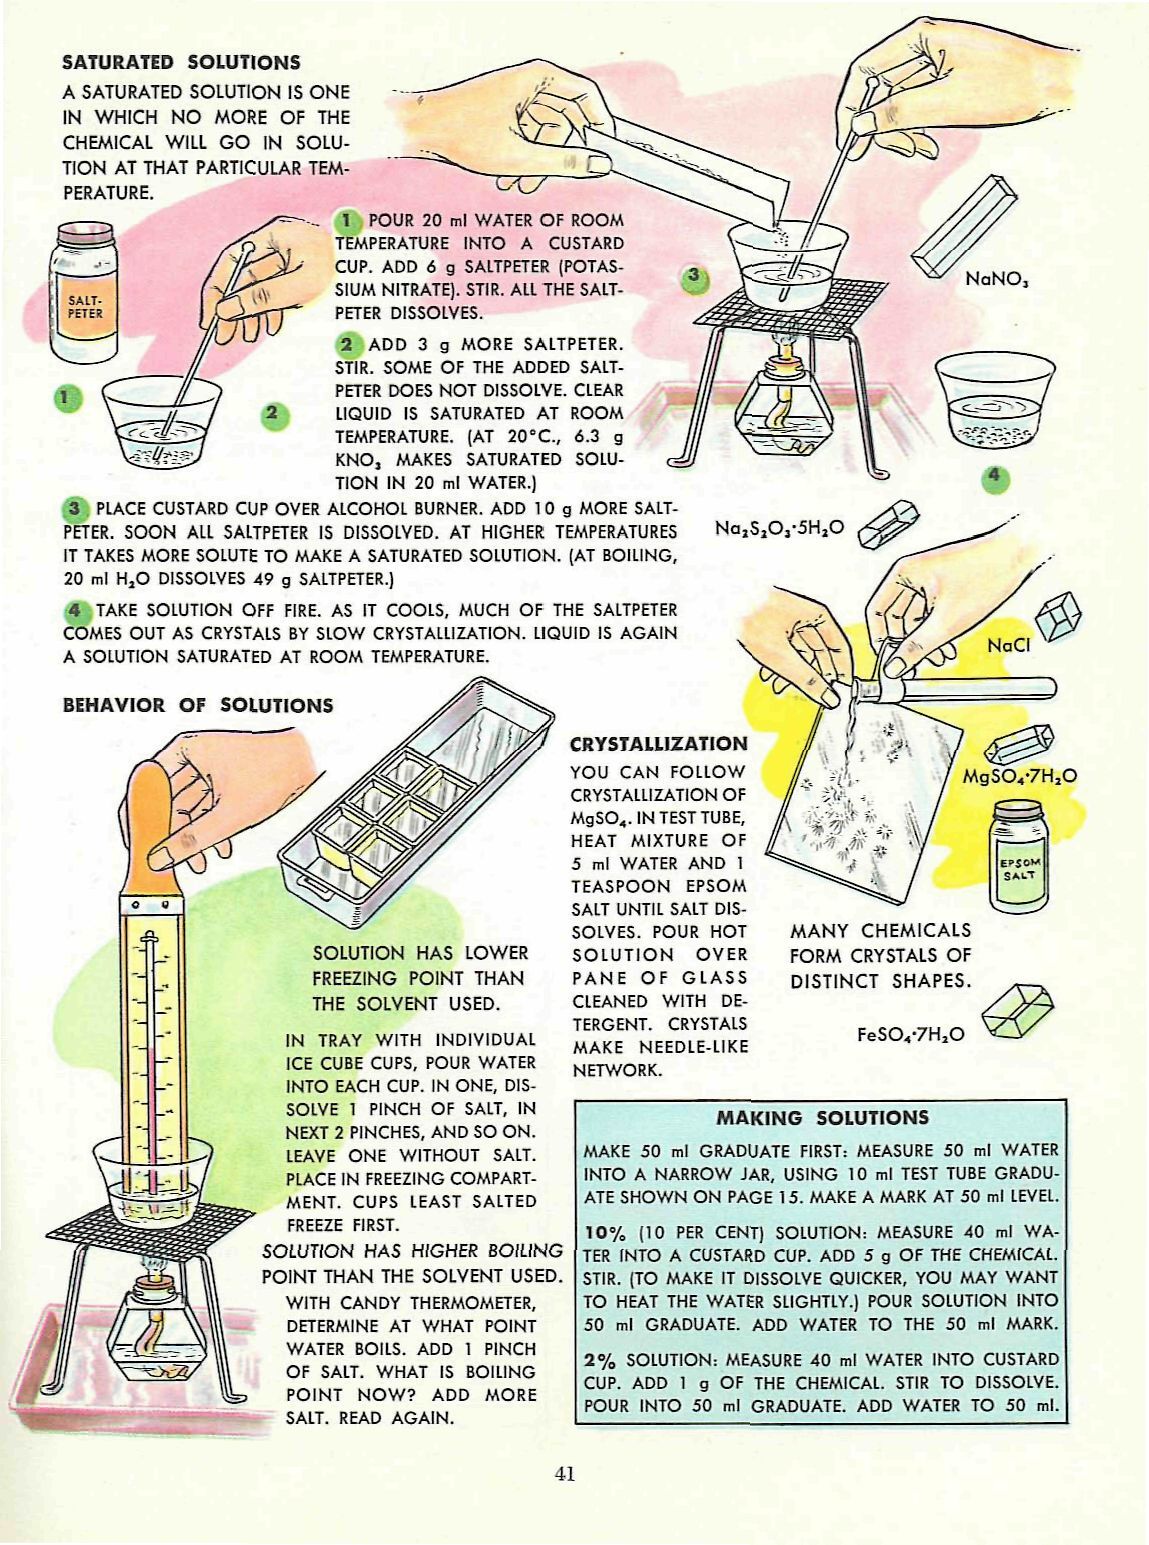 SATURATED SOLUTIONS
A SATURATED SOLUTION IS ONE
IN WHICH NO MORE OF THE
CHEMICAL WILL GO IN SOLU-
TION AT THAT PARTICULAR TEM-
PERATURE.
SALT-
PETER
1
2
1 POUR 20 ml WATER OF ROOM
TEMPERATURE INTO A CUSTARD
CUP. ADD 6 g SALTPETER (POTAS-
SIUM NITRATE). STIR. ALL THE SALT-
PETER DISSOLVES.
2 ADD 3 g MORE SALTPETER.
STIR. SOME OF THE ADDED SALT-
PETER DOES NOT DISSOLVE. CLEAR
LIQUID IS SATURATED AT ROOM
TEMPERATURE. (AT 20°C., 6.3 g
KNO₃ MAKES SATURATED SOLU-
TION IN 20 ml WATER.)
3 PLACE CUSTARD CUP OVER ALCOHOL BURNER. ADD 10 g MORE SALT-
PETER. SOON ALL SALTPETER IS DISSOLVED. AT HIGHER TEMPERATURES
IT TAKES MORE SOLUTE TO MAKE A SATURATED SOLUTION. (AT BOILING,
20 ml H₂O DISSOLVES 49 g SALTPETER.)
4 TAKE SOLUTION OFF FIRE. AS IT COOLS, MUCH OF THE SALTPETER
COMES OUT AS CRYSTALS BY SLOW CRYSTALLIZATION. LIQUID IS AGAIN
A SOLUTION SATURATED AT ROOM TEMPERATURE.
3
NaNO₃
4
Na₂S₂O₃·5H₂O
NaCl
MgSO₄·7H₂O
EPSOM
SALT
BEHAVIOR OF SOLUTIONS
SOLUTION HAS LOWER
FREEZING POINT THAN
THE SOLVENT USED.
IN TRAY WITH INDIVIDUAL
ICE CUBE CUPS, POUR WATER
INTO EACH CUP. IN ONE, DIS-
SOLVE 1 PINCH OF SALT, IN
NEXT 2 PINCHES, AND SO ON.
LEAVE ONE WITHOUT SALT.
PLACE IN FREEZING COMPART-
MENT. CUPS LEAST SALTED
FREEZE FIRST.
SOLUTION HAS HIGHER BOILING
POINT THAN THE SOLVENT USED.
WITH CANDY THERMOMETER,
DETERMINE AT WHAT POINT
WATER BOILS. ADD 1 PINCH
OF SALT. WHAT IS BOILING
POINT NOW? ADD MORE
SALT. READ AGAIN.
CRYSTALLIZATION
YOU CAN FOLLOW
CRYSTALLIZATION OF
MgSO₄. IN TEST TUBE,
HEAT MIXTURE OF
5 ml WATER AND 1
TEASPOON EPSOM
SALT UNTIL SALT DIS-
SOLVES. POUR HOT
SOLUTION OVER
PANE OF GLASS
CLEANED WITH DE-
TERGENT. CRYSTALS
MAKE NEEDLE-LIKE
NETWORK.
MANY CHEMICALS
FORM CRYSTALS OF
DISTINCT SHAPES.
FeSO₄·7H₂O
MAKING SOLUTIONS
MAKE 50 ml GRADUATE FIRST: MEASURE 50 ml WATER
INTO A NARROW JAR, USING 10 ml TEST TUBE GRADU-
ATE SHOWN ON PAGE 15. MAKE A MARK AT 50 ml LEVEL.
10% (10 PER CENT) SOLUTION: MEASURE 40 ml WA-
TER INTO A CUSTARD CUP. ADD 5 g OF THE CHEMICAL.
STIR. (TO MAKE IT DISSOLVE QUICKER, YOU MAY WANT
TO HEAT THE WATER SLIGHTLY.) POUR SOLUTION INTO
50 ml GRADUATE. ADD WATER TO THE 50 ml MARK.
2% SOLUTION: MEASURE 40 ml WATER INTO CUSTARD
CUP. ADD 1 g OF THE CHEMICAL. STIR TO DISSOLVE.
POUR INTO 50 ml GRADUATE. ADD WATER TO 50 ml.
41